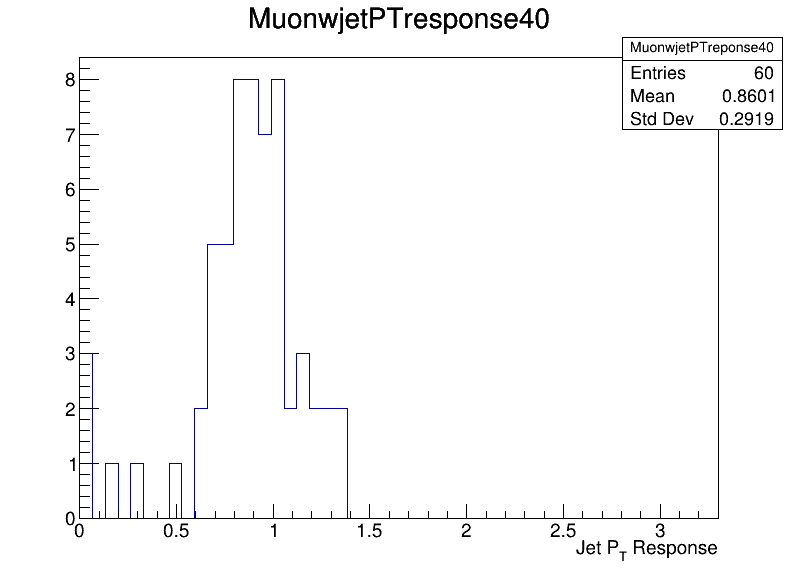 MuonwjetPTresponse40
MuonwjetPTreponse40
Entries 60
Mean 0.8601
Std Dev 0.2919
8
7
6
5
4
3
2
1
0
0 0.5 1 1.5 2 2.5 3
Jet P_T Response